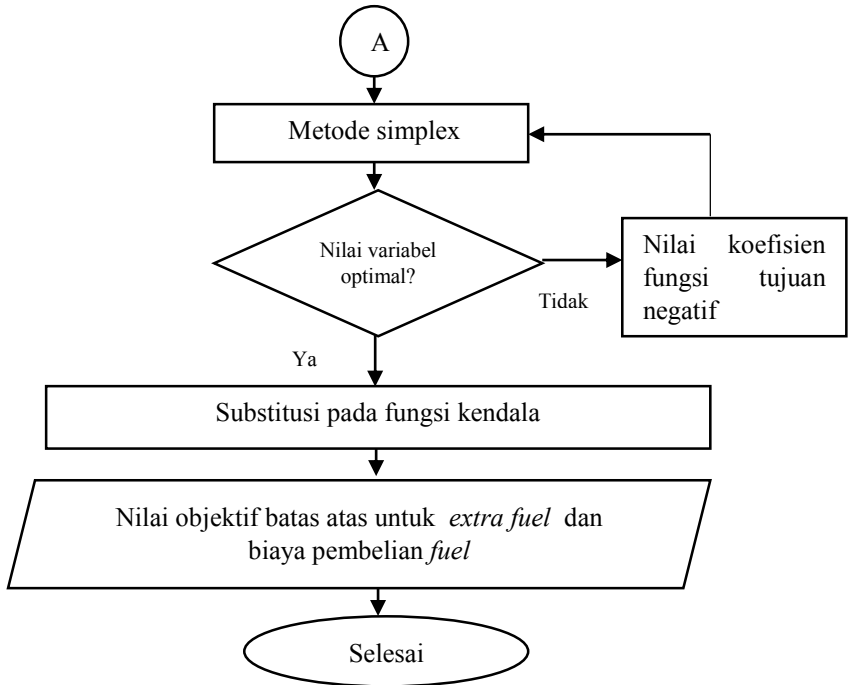 A
Metode simplex
Nilai variabel
optimal?
Tidak
Nilai koefisien
fungsi tujuan
negatif
Ya
Substitusi pada fungsi kendala
Nilai objektif batas atas untuk extra fuel dan
biaya pembelian fuel
Selesai